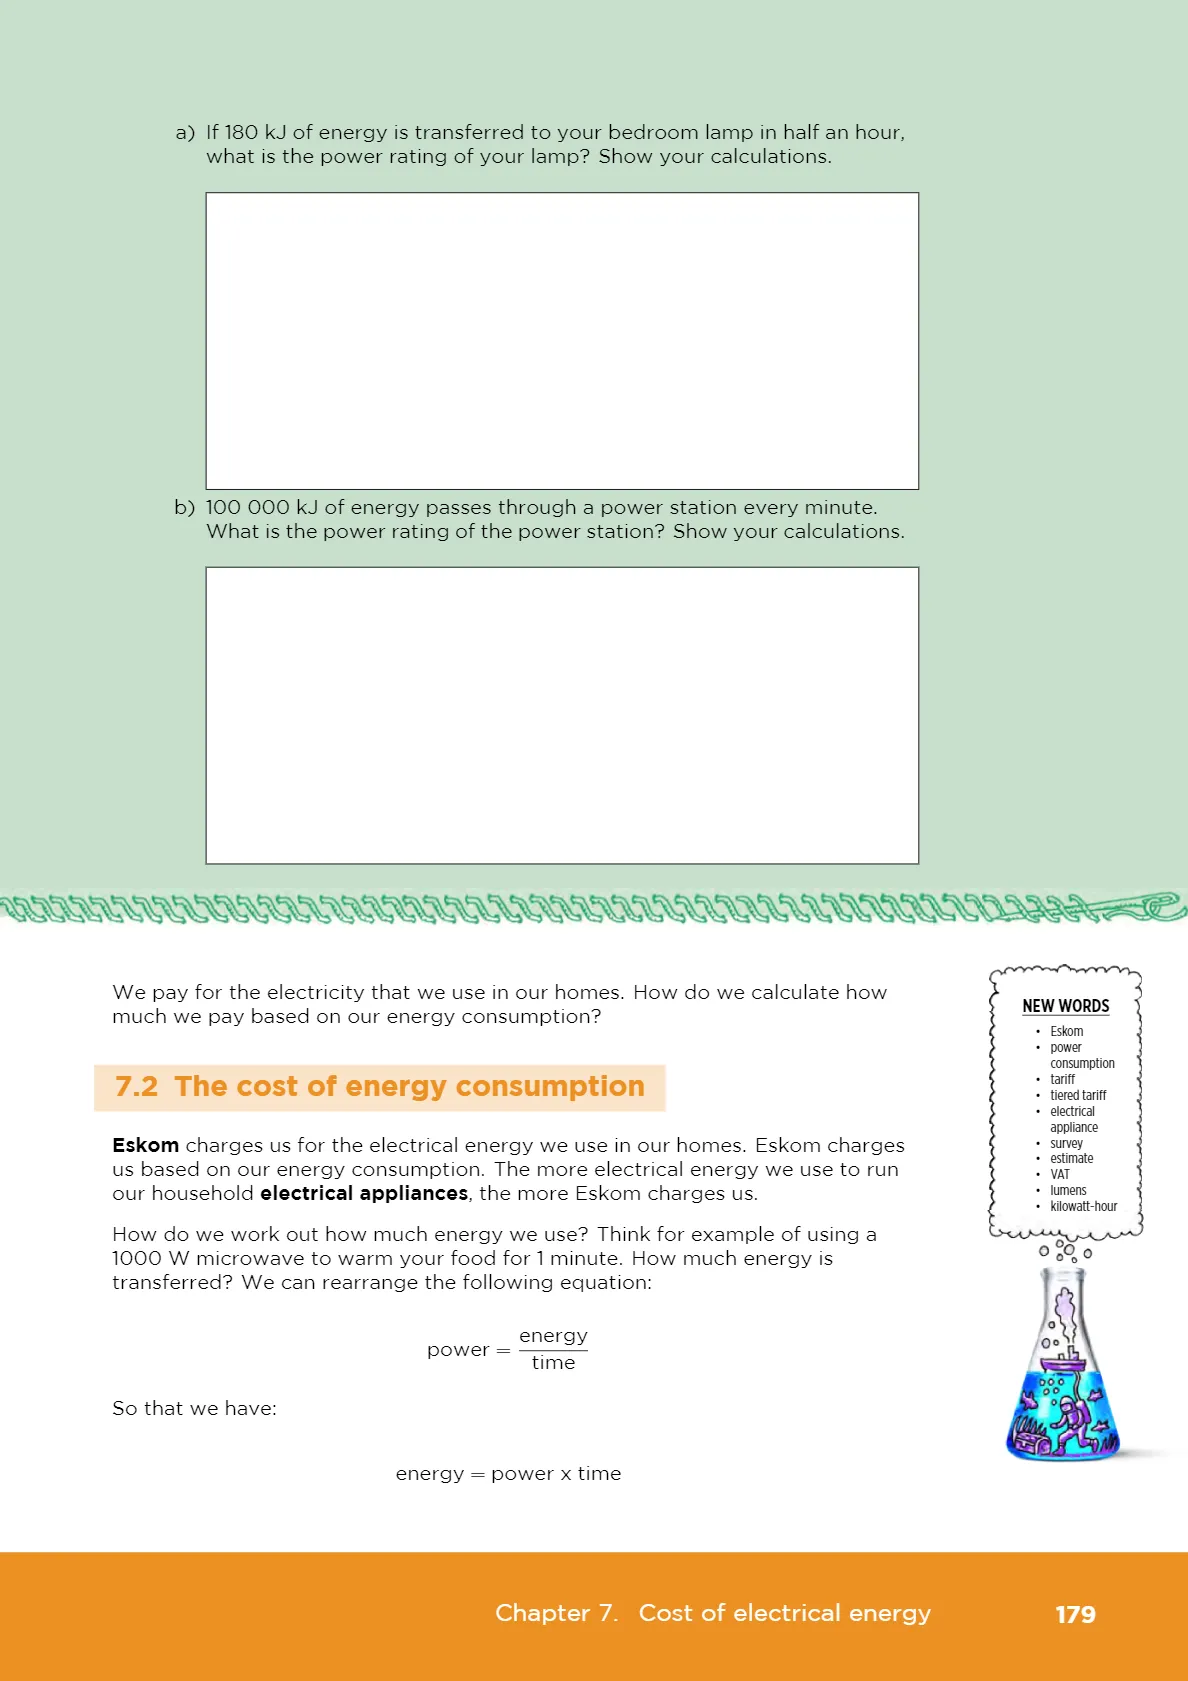 a) If 180 kJ of energy is transferred to your bedroom lamp in half an hour,
what is the power rating of your lamp? Show your calculations.
b) 100 000 kJ of energy passes through a power station every minute.
What is the power rating of the power station? Show your calculations.
We pay for the electricity that we use in our homes. How do we calculate how
much we pay based on our energy consumption?
7.2 The cost of energy consumption
Eskom charges us for the electrical energy we use in our homes. Eskom charges
us based on our energy consumption. The more electrical energy we use to run
our household electrical appliances, the more Eskom charges us.
How do we work out how much energy we use? Think for example of using a
1000 W microwave to warm your food for 1 minute. How much energy is
transferred? We can rearrange the following equation:
power = energy
time
So that we have:
energy = power x time
NEW WORDS
• Eskom
• power
consumption
• tariff
• tiered tariff
• electrical
appliance
• survey
• estimate
• VAT
• lumens
• kilowatt-hour
Chapter 7. Cost of electrical energy 179